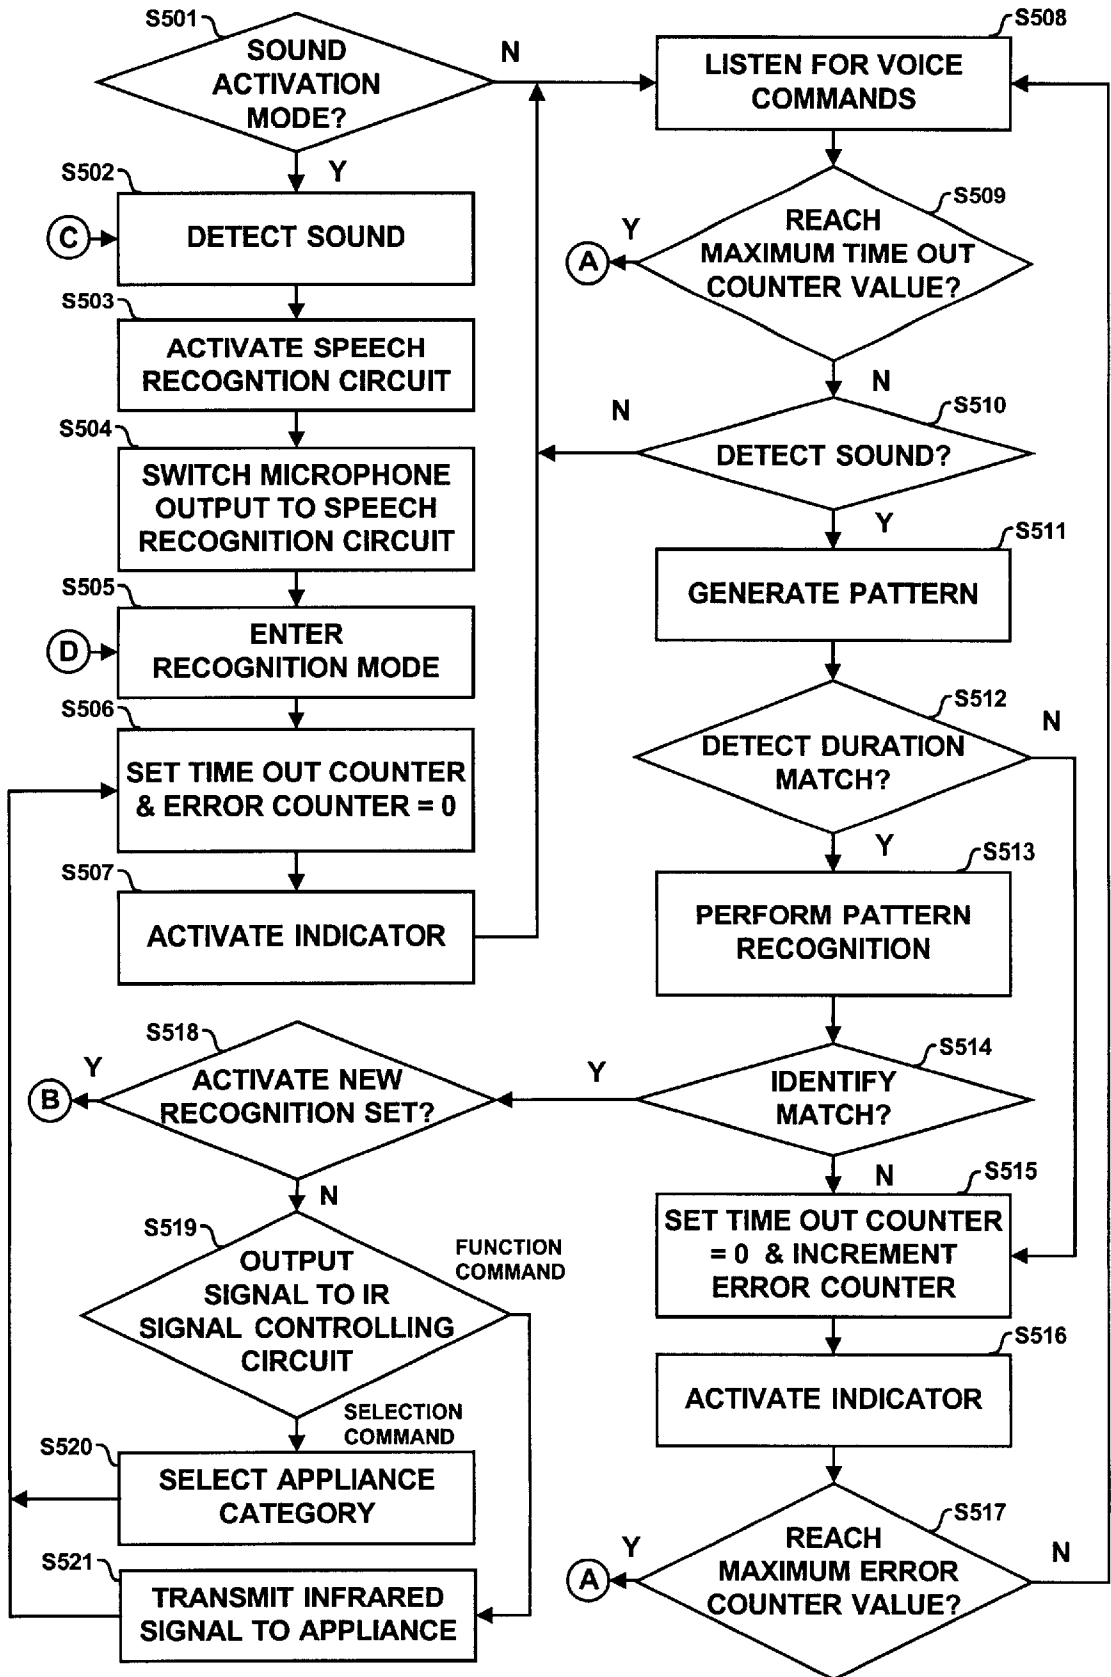 S501
SOUND
ACTIVATION
MODE?
N
Y
S502
C
DETECT SOUND
S503
ACTIVATE SPEECH
RECOGNTION CIRCUIT
S504
SWITCH MICROPHONE
OUTPUT TO SPEECH
RECOGNITION CIRCUIT
S505
D
ENTER
RECOGNITION MODE
S506
SET TIME OUT COUNTER
& ERROR COUNTER = 0
S507
ACTIVATE INDICATOR
S508
LISTEN FOR VOICE
COMMANDS
S509
REACH
MAXIMUM TIME OUT
COUNTER VALUE?
Y
A
N
S510
DETECT SOUND?
N
Y
S511
GENERATE PATTERN
S512
DETECT DURATION
MATCH?
N
Y
S513
PERFORM PATTERN
RECOGNITION
S514
IDENTIFY
MATCH?
Y
N
S515
SET TIME OUT COUNTER
= 0 & INCREMENT
ERROR COUNTER
S516
ACTIVATE INDICATOR
S517
REACH
MAXIMUM ERROR
COUNTER VALUE?
Y
A
N
S518
ACTIVATE NEW
RECOGNITION SET?
Y
B
N
S519
OUTPUT
SIGNAL TO IR
SIGNAL CONTROLLING
CIRCUIT
FUNCTION
COMMAND
SELECTION
COMMAND
S520
SELECT APPLIANCE
CATEGORY
S521
TRANSMIT INFRARED
SIGNAL TO APPLIANCE